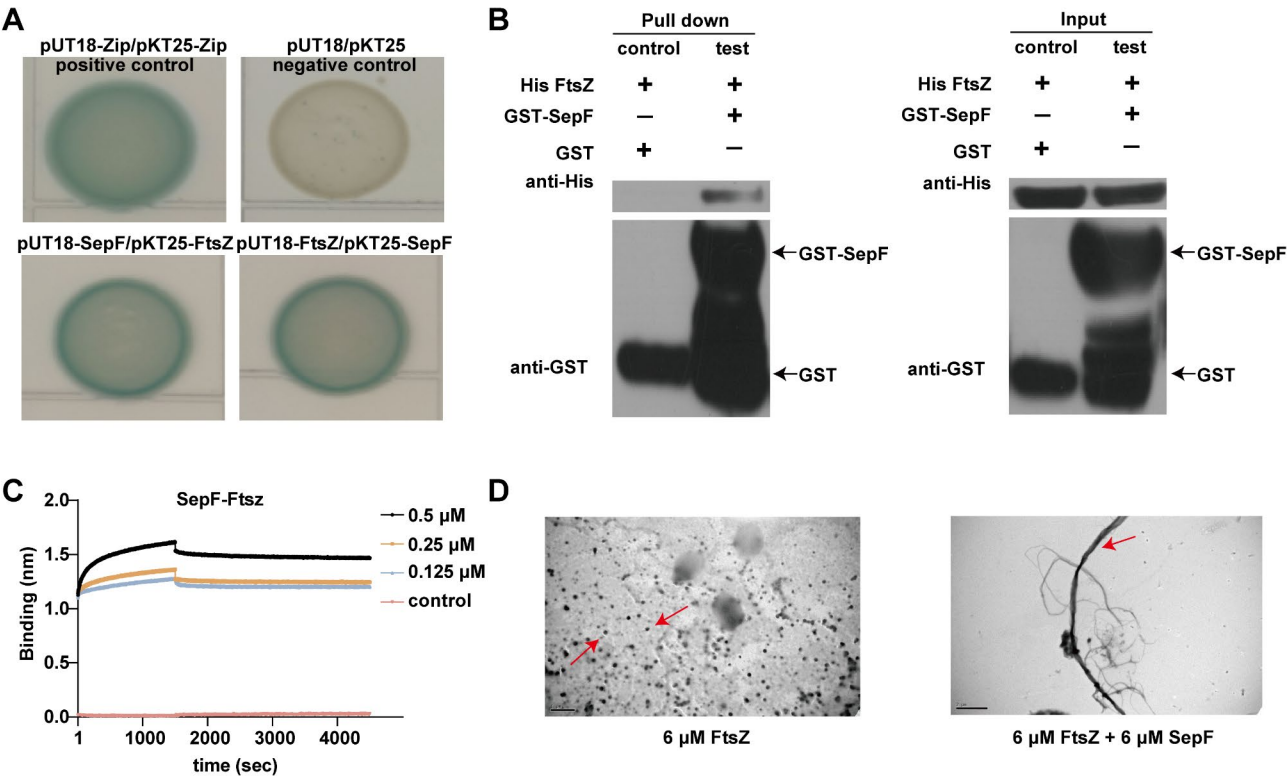 A
pUT18-Zip/pKT25-Zip
positive control
pUT18/pKT25
negative control
pUT18-SepF/pKT25-FtsZ
pUT18-FtsZ/pKT25-SepF
B
Pull down
control test
His FtsZ + +
GST-SepF − +
GST + −
anti-His
GST-SepF
anti-GST
GST
Input
control test
His FtsZ + +
GST-SepF − +
GST + −
anti-His
GST-SepF
anti-GST
GST
C
SepF-Ftsz
2.0
1.5
1.0
0.5
0.0
Binding (nm)
1 1000 2000 3000 4000
time (sec)
0.5 μM
0.25 μM
0.125 μM
control
D
6 μM FtsZ
6 μM FtsZ + 6 μM SepF